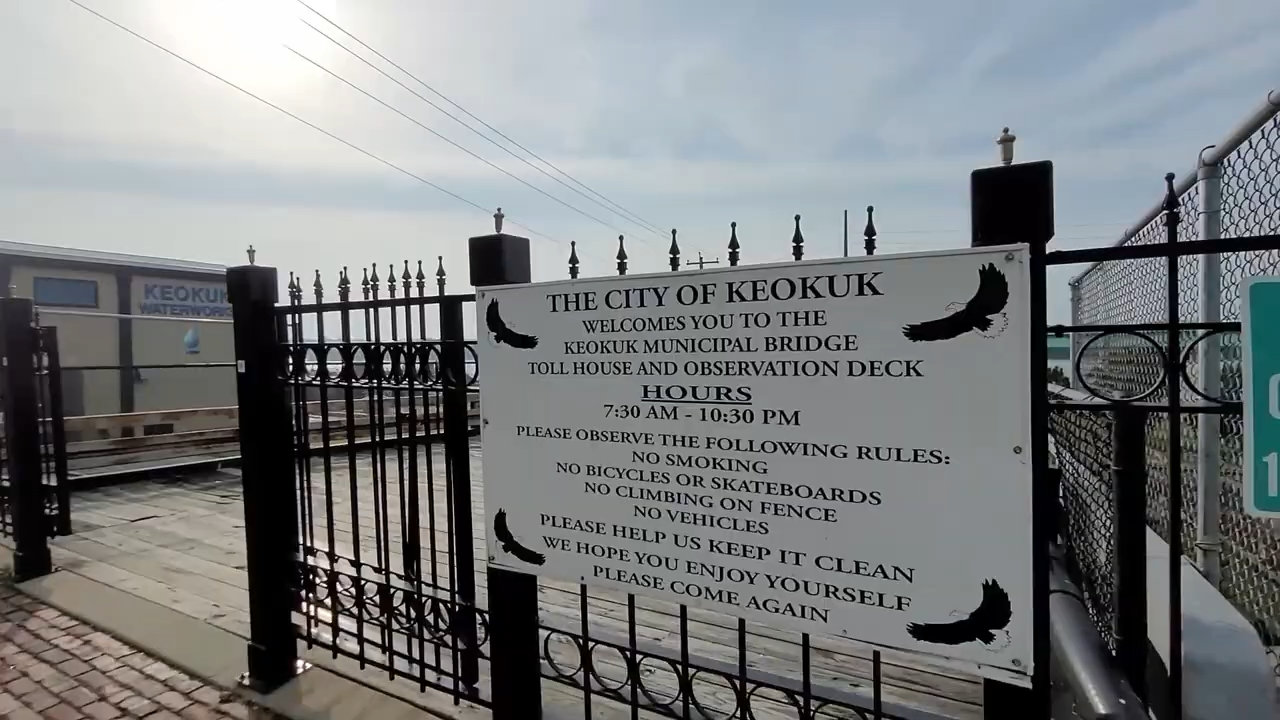 KEOKUK
WATERWORKS
THE CITY OF KEOKUK
WELCOMES YOU TO THE
KEOKUK MUNICIPAL BRIDGE
TOLL HOUSE AND OBSERVATION DECK
HOURS
7:30 AM - 10:30 PM
PLEASE OBSERVE THE FOLLOWING RULES:
NO SMOKING
NO BICYCLES OR SKATEBOARDS
NO CLIMBING ON FENCE
NO VEHICLES
PLEASE HELP US KEEP IT CLEAN
WE HOPE YOU ENJOY YOURSELF
PLEASE COME AGAIN